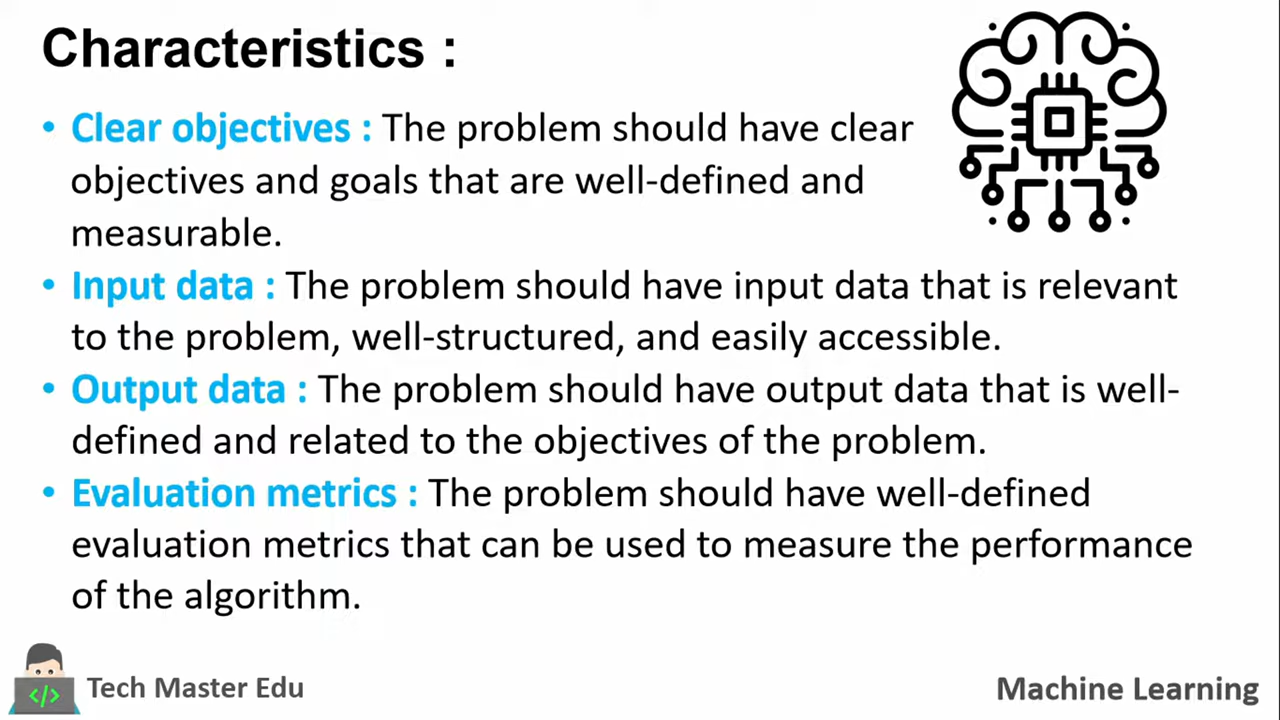 Characteristics :
• Clear objectives : The problem should have clear
objectives and goals that are well-defined and
measurable.
• Input data : The problem should have input data that is relevant
to the problem, well-structured, and easily accessible.
• Output data : The problem should have output data that is well-
defined and related to the objectives of the problem.
• Evaluation metrics : The problem should have well-defined
evaluation metrics that can be used to measure the performance
of the algorithm.
</>
Tech Master Edu
Machine Learning